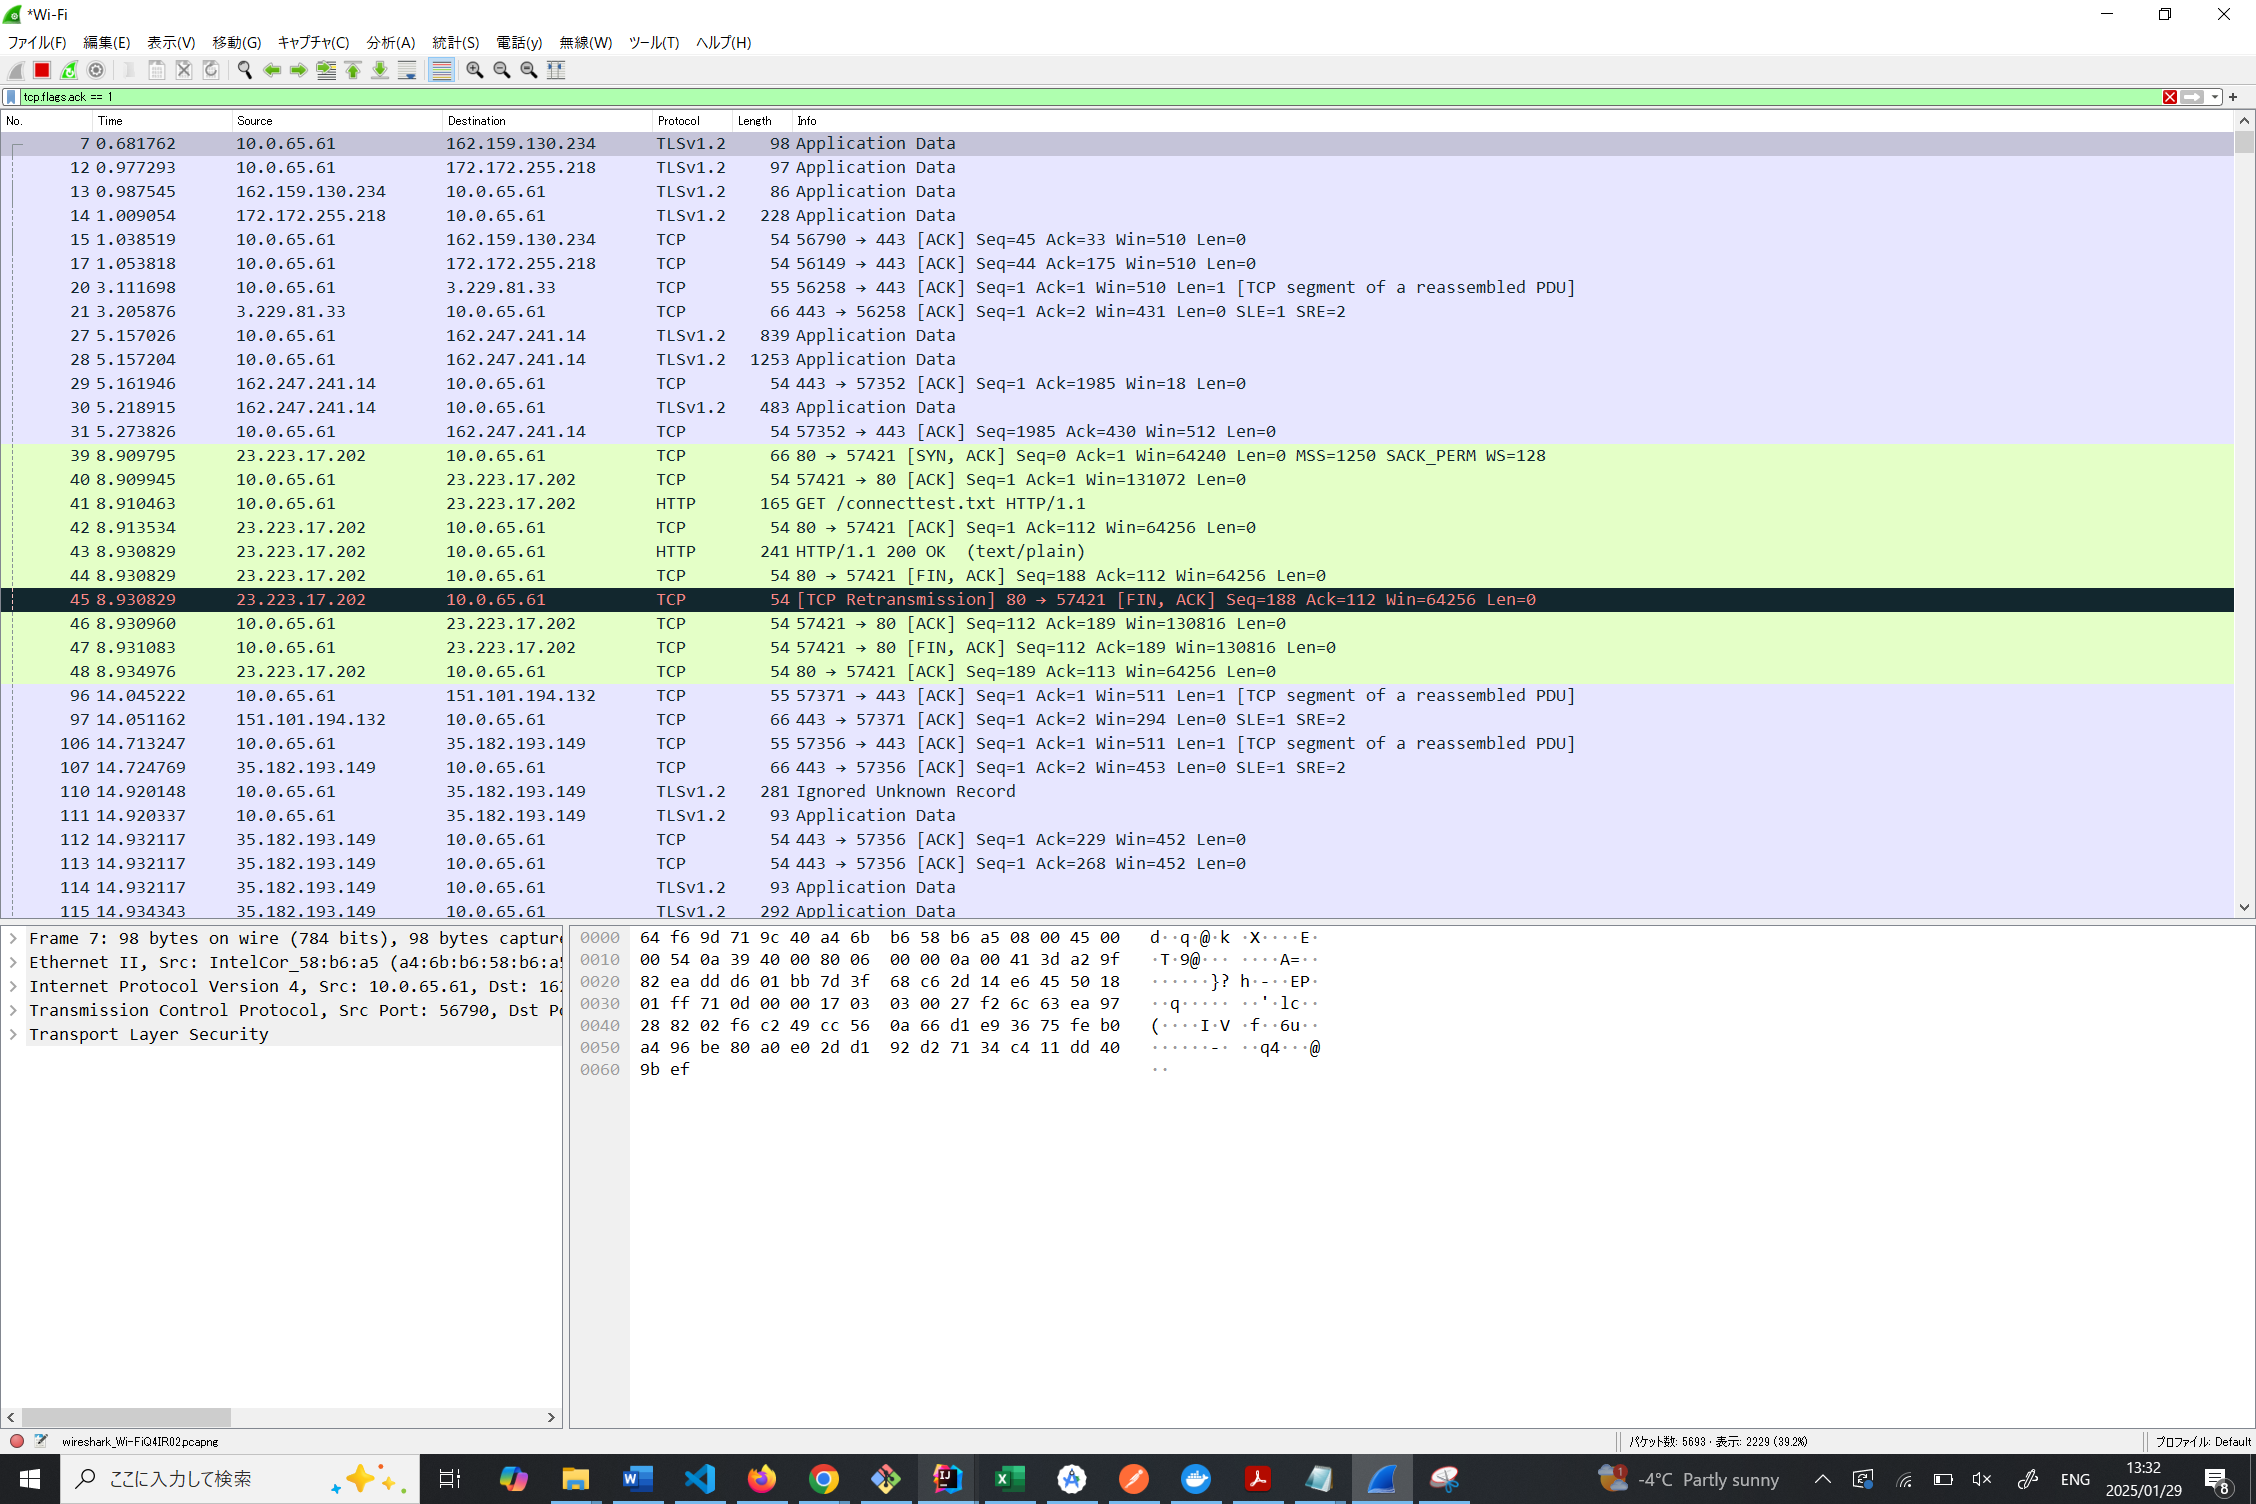 *Wi-Fi
ファイル(F) 編集(E) 表示(V) 移動(G) キャプチャ(C) 分析(A) 統計(S) 電話(y) 無線(W) ツール(T) ヘルプ(H)
tcp.flags.ack == 1
No. Time Source Destination Protocol Length Info
7 0.681762 10.0.65.61 162.159.130.234 TLSv1.2 98 Application Data
12 0.977293 10.0.65.61 172.172.255.218 TLSv1.2 97 Application Data
13 0.987545 162.159.130.234 10.0.65.61 TLSv1.2 86 Application Data
14 1.009054 172.172.255.218 10.0.65.61 TLSv1.2 228 Application Data
15 1.038519 10.0.65.61 162.159.130.234 TCP 54 56790 → 443 [ACK] Seq=45 Ack=33 Win=510 Len=0
17 1.053818 10.0.65.61 172.172.255.218 TCP 54 56149 → 443 [ACK] Seq=44 Ack=175 Win=510 Len=0
20 3.111698 10.0.65.61 3.229.81.33 TCP 55 56258 → 443 [ACK] Seq=1 Ack=1 Win=510 Len=1 [TCP segment of a reassembled PDU]
21 3.205876 3.229.81.33 10.0.65.61 TCP 66 443 → 56258 [ACK] Seq=1 Ack=2 Win=431 Len=0 SLE=1 SRE=2
27 5.157026 10.0.65.61 162.247.241.14 TLSv1.2 839 Application Data
28 5.157204 10.0.65.61 162.247.241.14 TLSv1.2 1253 Application Data
29 5.161946 162.247.241.14 10.0.65.61 TCP 54 443 → 57352 [ACK] Seq=1 Ack=1985 Win=18 Len=0
30 5.218915 162.247.241.14 10.0.65.61 TLSv1.2 483 Application Data
31 5.273826 10.0.65.61 162.247.241.14 TCP 54 57352 → 443 [ACK] Seq=1985 Ack=430 Win=512 Len=0
39 8.909795 23.223.17.202 10.0.65.61 TCP 66 80 → 57421 [SYN, ACK] Seq=0 Ack=1 Win=64240 Len=0 MSS=1250 SACK_PERM WS=128
40 8.909945 10.0.65.61 23.223.17.202 TCP 54 57421 → 80 [ACK] Seq=1 Ack=1 Win=131072 Len=0
41 8.910463 10.0.65.61 23.223.17.202 HTTP 165 GET /connecttest.txt HTTP/1.1
42 8.913534 23.223.17.202 10.0.65.61 TCP 54 80 → 57421 [ACK] Seq=1 Ack=112 Win=64256 Len=0
43 8.930829 23.223.17.202 10.0.65.61 HTTP 241 HTTP/1.1 200 OK  (text/plain)
44 8.930829 23.223.17.202 10.0.65.61 TCP 54 80 → 57421 [FIN, ACK] Seq=188 Ack=112 Win=64256 Len=0
45 8.930829 23.223.17.202 10.0.65.61 TCP 54 [TCP Retransmission] 80 → 57421 [FIN, ACK] Seq=188 Ack=112 Win=64256 Len=0
46 8.930960 10.0.65.61 23.223.17.202 TCP 54 57421 → 80 [ACK] Seq=112 Ack=189 Win=130816 Len=0
47 8.931083 10.0.65.61 23.223.17.202 TCP 54 57421 → 80 [FIN, ACK] Seq=112 Ack=189 Win=130816 Len=0
48 8.934976 23.223.17.202 10.0.65.61 TCP 54 80 → 57421 [ACK] Seq=189 Ack=113 Win=64256 Len=0
96 14.045222 10.0.65.61 151.101.194.132 TCP 55 57371 → 443 [ACK] Seq=1 Ack=1 Win=511 Len=1 [TCP segment of a reassembled PDU]
97 14.051162 151.101.194.132 10.0.65.61 TCP 66 443 → 57371 [ACK] Seq=1 Ack=2 Win=294 Len=0 SLE=1 SRE=2
106 14.713247 10.0.65.61 35.182.193.149 TCP 55 57356 → 443 [ACK] Seq=1 Ack=1 Win=511 Len=1 [TCP segment of a reassembled PDU]
107 14.724769 35.182.193.149 10.0.65.61 TCP 66 443 → 57356 [ACK] Seq=1 Ack=2 Win=453 Len=0 SLE=1 SRE=2
110 14.920148 10.0.65.61 35.182.193.149 TLSv1.2 281 Ignored Unknown Record
111 14.920337 10.0.65.61 35.182.193.149 TLSv1.2 93 Application Data
112 14.932117 35.182.193.149 10.0.65.61 TCP 54 443 → 57356 [ACK] Seq=1 Ack=229 Win=452 Len=0
113 14.932117 35.182.193.149 10.0.65.61 TCP 54 443 → 57356 [ACK] Seq=1 Ack=268 Win=452 Len=0
114 14.932117 35.182.193.149 10.0.65.61 TLSv1.2 93 Application Data
115 14.934343 35.182.193.149 10.0.65.61 TLSv1.2 292 Application Data
Frame 7: 98 bytes on wire (784 bits), 98 bytes capture
Ethernet II, Src: IntelCor_58:b6:a5 (a4:6b:b6:58:b6:a5
Internet Protocol Version 4, Src: 10.0.65.61, Dst: 162
Transmission Control Protocol, Src Port: 56790, Dst Po
Transport Layer Security
0000 64 f6 9d 71 9c 40 a4 6b b6 58 b6 a5 08 00 45 00 d··q·@·k ·X····E·
0010 00 54 0a 39 40 00 80 06 00 00 0a 00 41 3d a2 9f ·T·9@··· ····A=··
0020 82 ea dd d6 01 bb 7d 3f 68 c6 2d 14 e6 45 50 18 ······}? h·-··EP·
0030 01 ff 71 0d 00 00 17 03 03 00 27 f2 6c 63 ea 97 ··q····· ··'·lc··
0040 28 82 02 f6 c2 49 cc 56 0a 66 d1 e9 36 75 fe b0 (····I·V ·f··6u··
0050 a4 96 be 80 a0 e0 2d d1 92 d2 71 34 c4 11 dd 40 ······-· ··q4···@
0060 9b ef ··
wireshark_Wi-FiQ4IR02.pcapng
パケット数: 5693 · 表示: 2229 (39.2%)
プロファイル: Default
ここに入力して検索
-4°C Partly sunny
ENG
13:32
2025/01/29
1
8